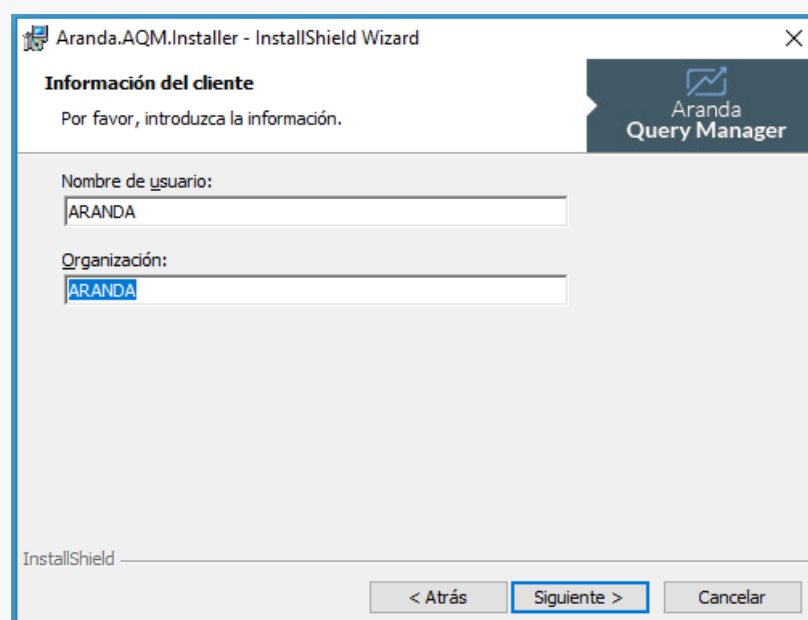 Aranda.AQM.Installer - InstallShield Wizard
Información del cliente
Por favor, introduzca la información.
Aranda
Query Manager
Nombre de usuario:
ARANDA
Organización:
ARANDA
InstallShield
< Atrás
Siguiente >
Cancelar